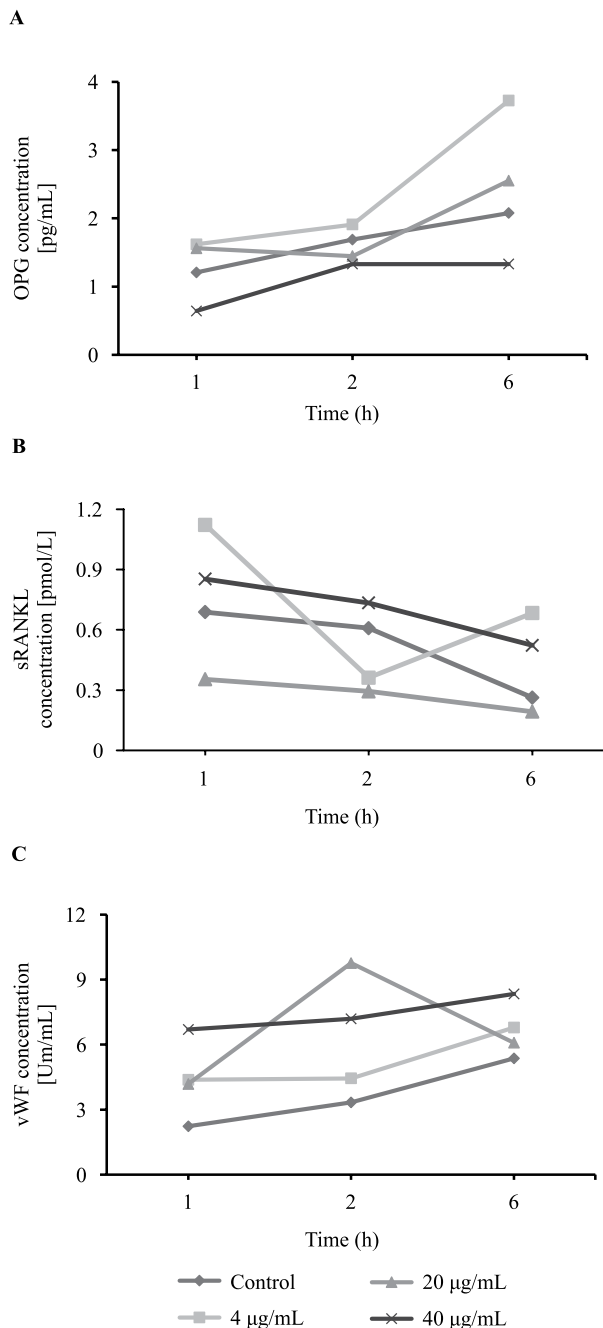 A
4
3
2
1
0
OPG concentration
[pg/mL]
1 2 6
Time (h)
B
1.2
0.9
0.6
0.3
0
sRANKL
concentration [pmol/L]
1 2 6
Time (h)
C
12
9
6
3
0
vWF concentration
[Um/mL]
1 2 6
Time (h)
Control 20 μg/mL
4 μg/mL 40 μg/mL